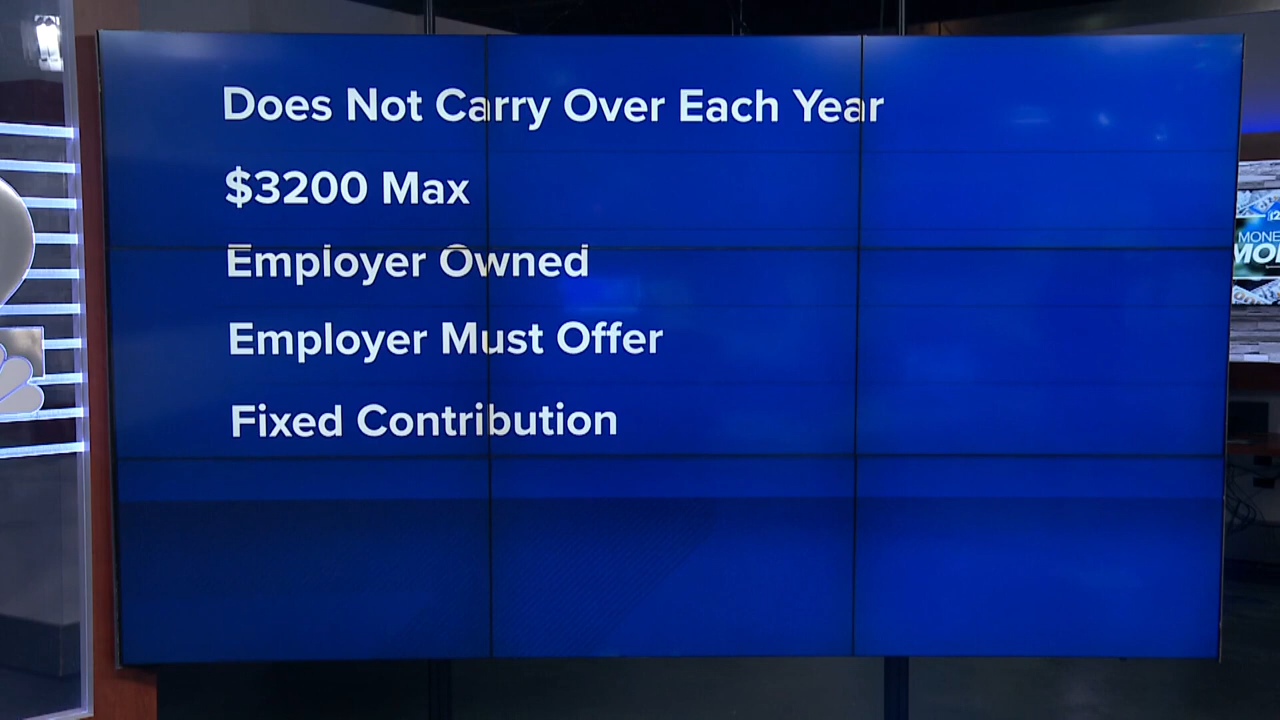 Does Not Carry Over Each Year
$3200 Max
Employer Owned
Employer Must Offer
Fixed Contribution